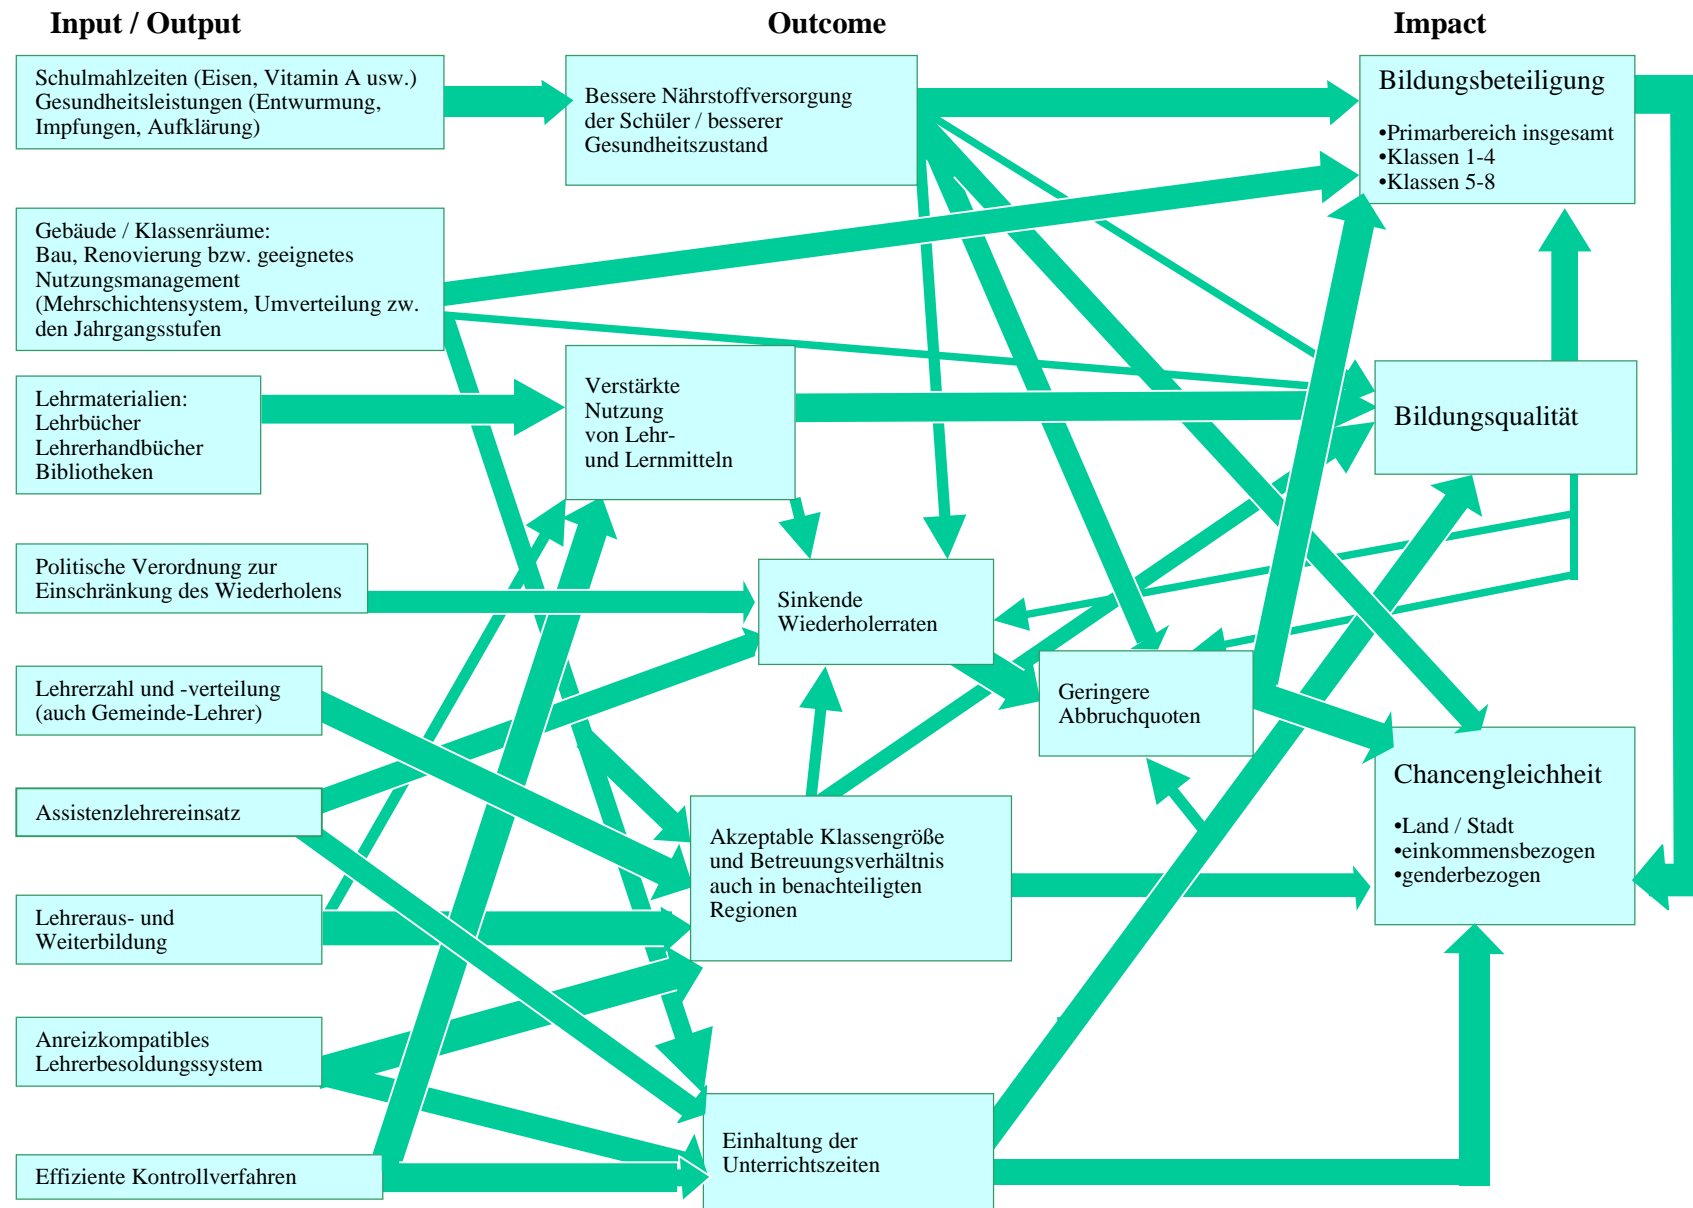 Input / Output
Outcome
Impact
Schulmahlzeiten (Eisen, Vitamin A usw.)
Gesundheitsleistungen (Entwurmung,
Impfungen, Aufklärung)
Bessere Nährstoffversorgung
der Schüler / besserer
Gesundheitszustand
Bildungsbeteiligung
•Primarbereich insgesamt
•Klassen 1-4
•Klassen 5-8
Gebäude / Klassenräume:
Bau, Renovierung bzw. geeignetes
Nutzungsmanagement
(Mehrschichtensystem, Umverteilung zw.
den Jahrgangsstufen
Lehrmaterialien:
Lehrbücher
Lehrerhandbücher
Bibliotheken
Verstärkte
Nutzung
von Lehr-
und Lernmitteln
Bildungsqualität
Politische Verordnung zur
Einschränkung des Wiederholens
Sinkende
Wiederholerraten
Lehrerzahl und -verteilung
(auch Gemeinde-Lehrer)
Geringere
Abbruchquoten
Chancengleichheit
•Land / Stadt
•einkommensbezogen
•genderbezogen
Assistenzlehrereinsatz
Akzeptable Klassengröße
und Betreuungsverhältnis
auch in benachteiligten
Regionen
Lehreraus- und
Weiterbildung
Anreizkompatibles
Lehrerbesoldungssystem
Einhaltung der
Unterrichtszeiten
Effiziente Kontrollverfahren